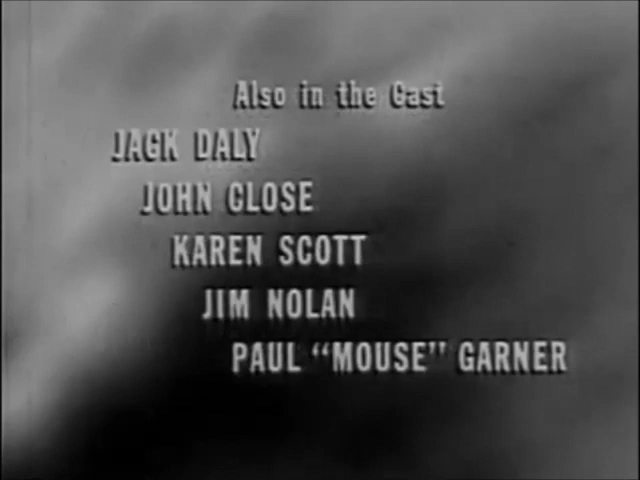 Also in the Cast
JACK DALY
JOHN CLOSE
KAREN SCOTT
JIM NOLAN
PAUL “MOUSE” GARNER